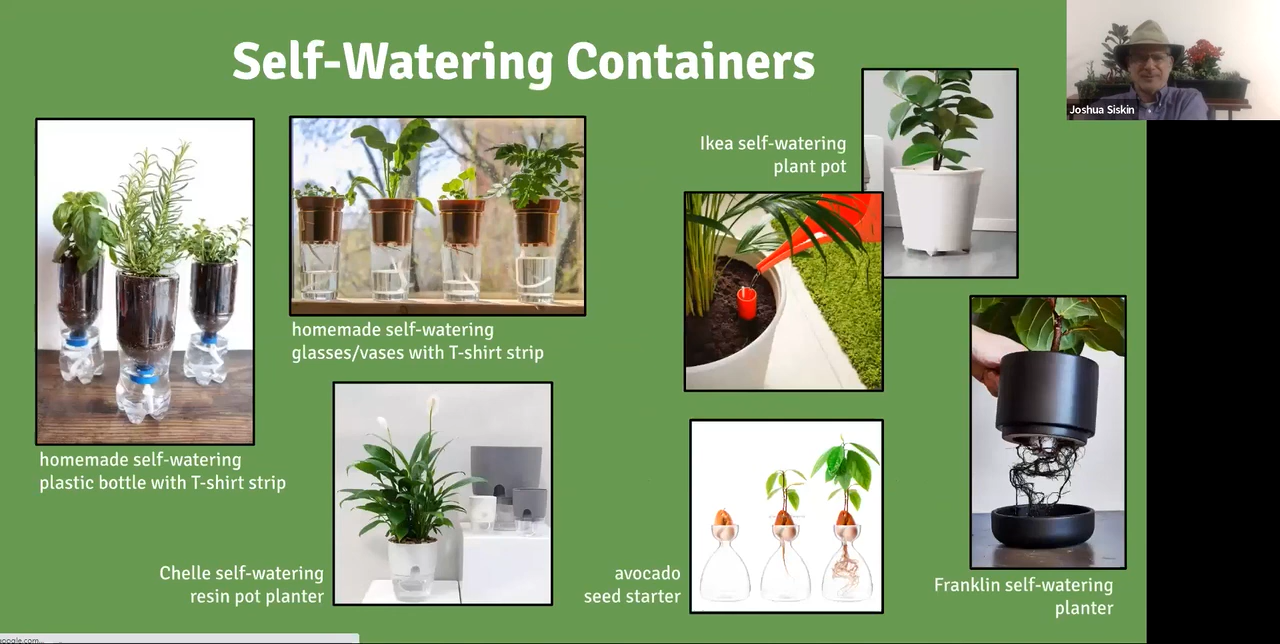 Self-Watering Containers
Joshua Siskin
Ikea self-watering
plant pot
homemade self-watering
glasses/vases with T-shirt strip
homemade self-watering
plastic bottle with T-shirt strip
Chelle self-watering
resin pot planter
avocado
seed starter
Franklin self-watering
planter